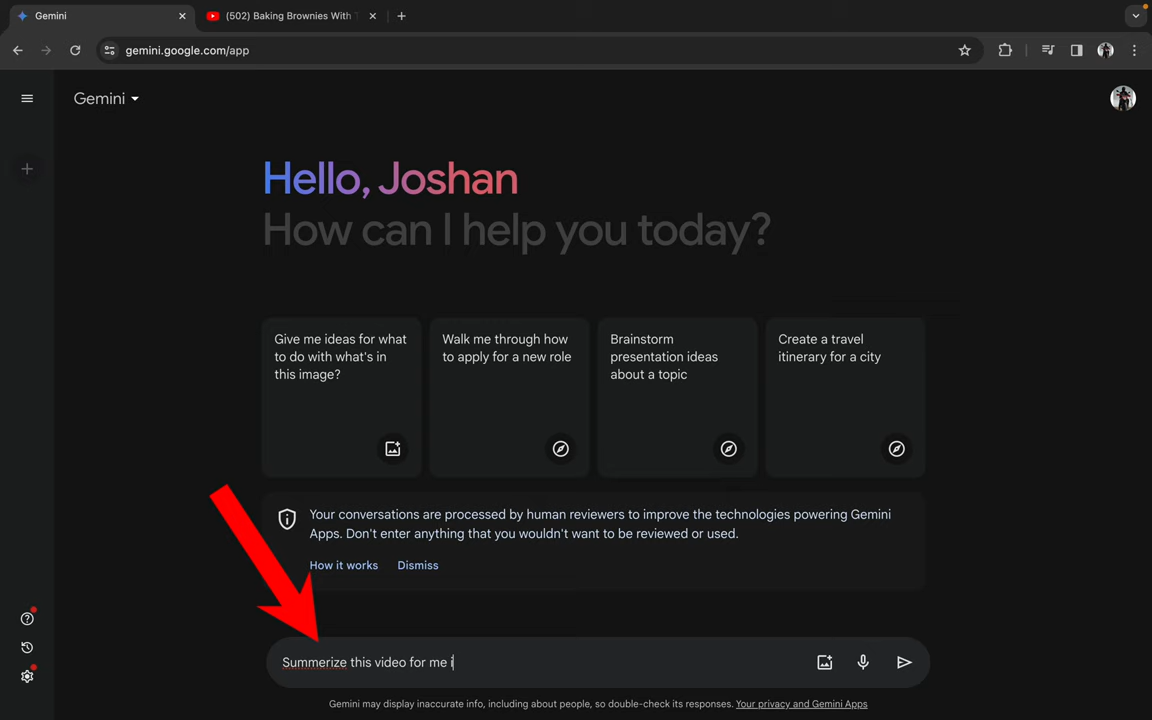 Gemini
(502) Baking Brownies With T
gemini.google.com/app
Gemini
Hello, Joshan
How can I help you today?
Give me ideas for what
to do with what's in
this image?
Walk me through how
to apply for a new role
Brainstorm
presentation ideas
about a topic
Create a travel
itinerary for a city
Your conversations are processed by human reviewers to improve the technologies powering Gemini
Apps. Don't enter anything that you wouldn't want to be reviewed or used.
How it works Dismiss
Summerize this video for me i
Gemini may display inaccurate info, including about people, so double-check its responses. Your privacy and Gemini Apps